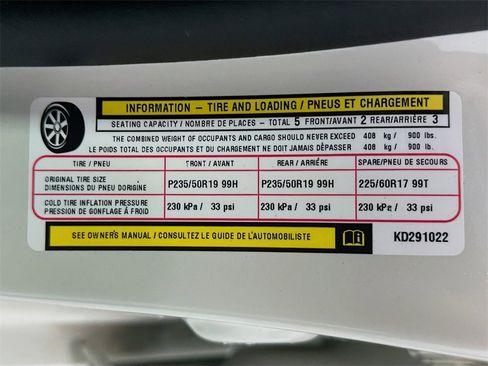 INFORMATION – TIRE AND LOADING / PNEUS ET CHARGEMENT
SEATING CAPACITY / NOMBRE DE PLACES – TOTAL 5 FRONT/AVANT 2 REAR/ARRIÈRE 3
THE COMBINED WEIGHT OF OCCUPANTS AND CARGO SHOULD NEVER EXCEED 408 kg / 900 lbs.
LE POIDS TOTAL DES OCCUPANTS ET DU CHARGEMENT NE DOIT JAMAIS DÉPASSER 408 kg / 900 lb.
TIRE / PNEU FRONT / AVANT REAR / ARRIÉRE SPARE/PNEU DE SECOURS
ORIGINAL TIRE SIZE
DIMENSIONS DU PNEU DORIGINE P235/50R19 99H P235/50R19 99H 225/60R17 99T
COLD TIRE INFLATION PRESSURE
PRESSION DE GONFLAGE À FROID 230 kPa / 33 psi 230 kPa / 33 psi 230 kPa / 33 psi
SEE OWNER'S MANUAL / CONSULTEZ LE GUIDE DE L'AUTOMOBILISTE KD291022